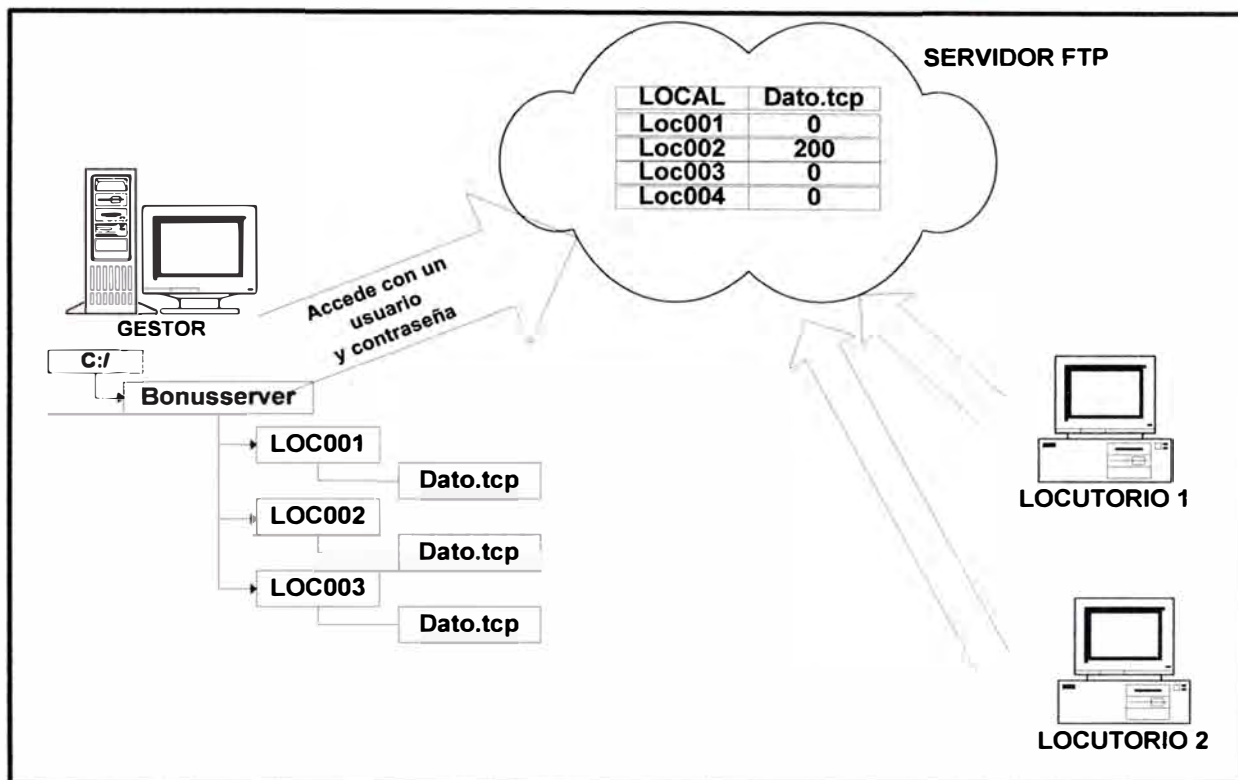 SERVIDOR FTP
LOCAL Dato.tcp
Loc001 0
Loc002 200
Loc003 0
Loc004 0
Accede con un
usuario
y contraseña
GESTOR
C:/
Bonusserver
LOC001
Dato.tcp
LOC002
Dato.tcp
LOC003
Dato.tcp
LOCUTORIO 1
LOCUTORIO 2